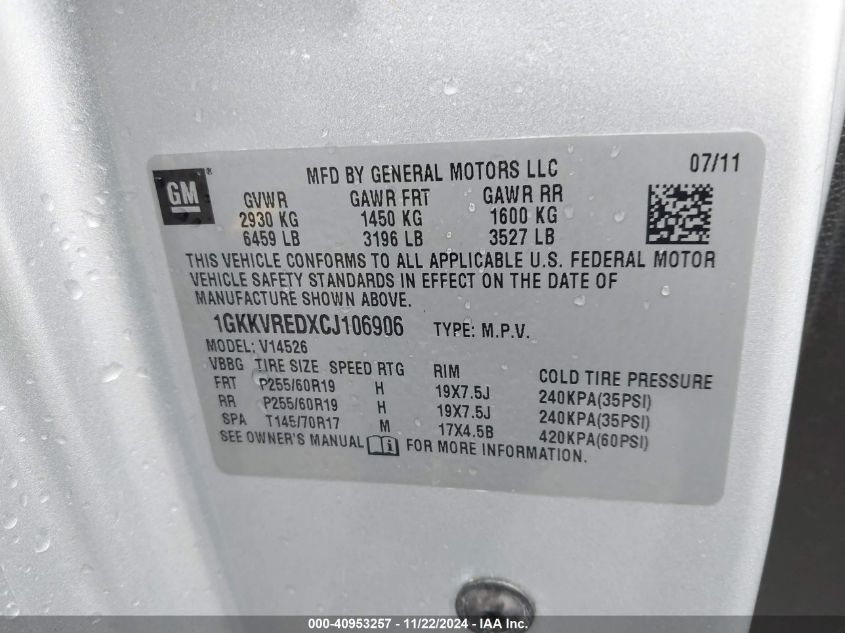 GM
MFD BY GENERAL MOTORS LLC 07/11
GVWR GAWR FRT GAWR RR
2930 KG 1450 KG 1600 KG
6459 LB 3196 LB 3527 LB
THIS VEHICLE CONFORMS TO ALL APPLICABLE U.S. FEDERAL MOTOR
VEHICLE SAFETY STANDARDS IN EFFECT ON THE DATE OF
MANUFACTURE SHOWN ABOVE.
1GKKVREDXCJ106906 TYPE: M.P.V.
MODEL: V14526
VBBG TIRE SIZE SPEED RTG RIM COLD TIRE PRESSURE
FRT P255/60R19 H 19X7.5J 240KPA(35PSI)
RR P255/60R19 H 19X7.5J 240KPA(35PSI)
SPA T145/70R17 M 17X4.5B 420KPA(60PSI)
SEE OWNER'S MANUAL FOR MORE INFORMATION.
000-40953257 - 11/22/2024 - IAA Inc.